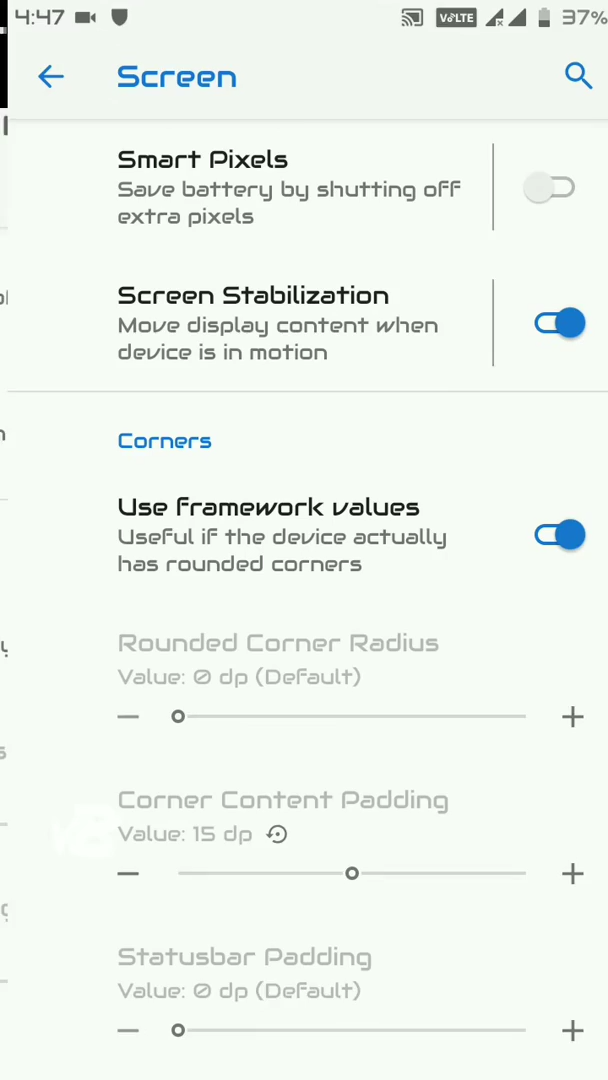 4:47 VoLTE 37%
Screen
Smart Pixels
Save battery by shutting off
extra pixels
Screen Stabilization
Move display content when
device is in motion
Corners
Use framework values
Useful if the device actually
has rounded corners
Rounded Corner Radius
Value: 0 dp (Default)
Corner Content Padding
Value: 15 dp
Statusbar Padding
Value: 0 dp (Default)